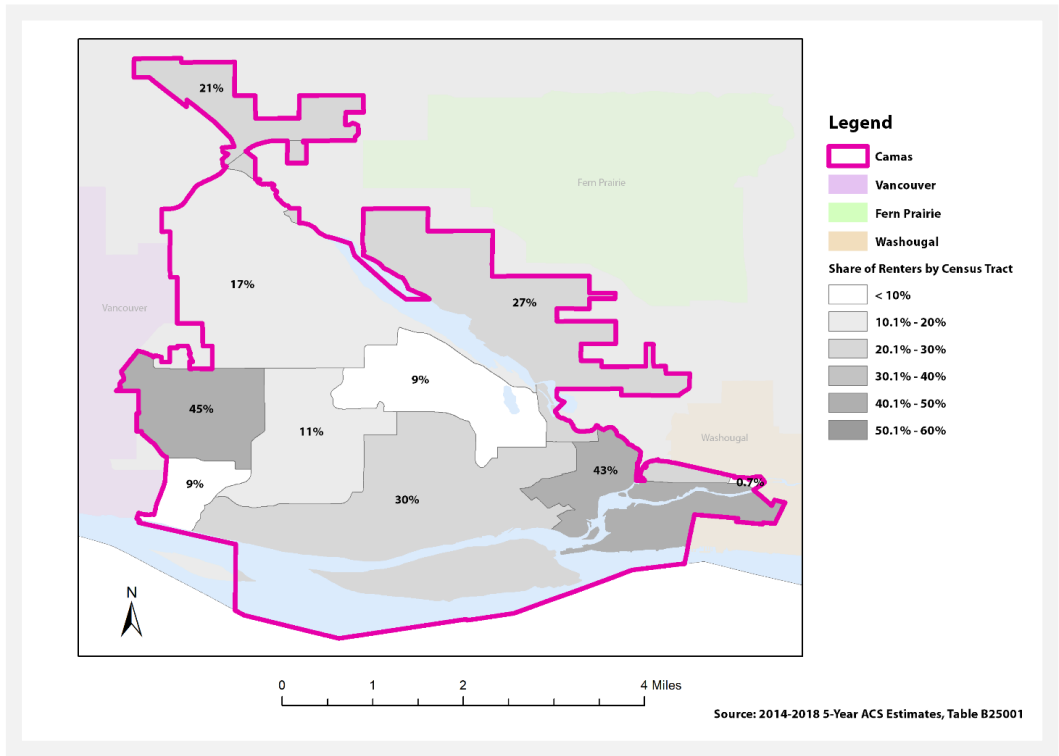 21%
Fern Prairie
17%
27%
Vancouver
9%
45%
11%
Washougal
43%
9%
0.7%
30%
N
0 1 2 4 Miles
Legend
Camas
Vancouver
Fern Prairie
Washougal
Share of Renters by Census Tract
< 10%
10.1% - 20%
20.1% - 30%
30.1% - 40%
40.1% - 50%
50.1% - 60%
Source: 2014-2018 5-Year ACS Estimates, Table B25001